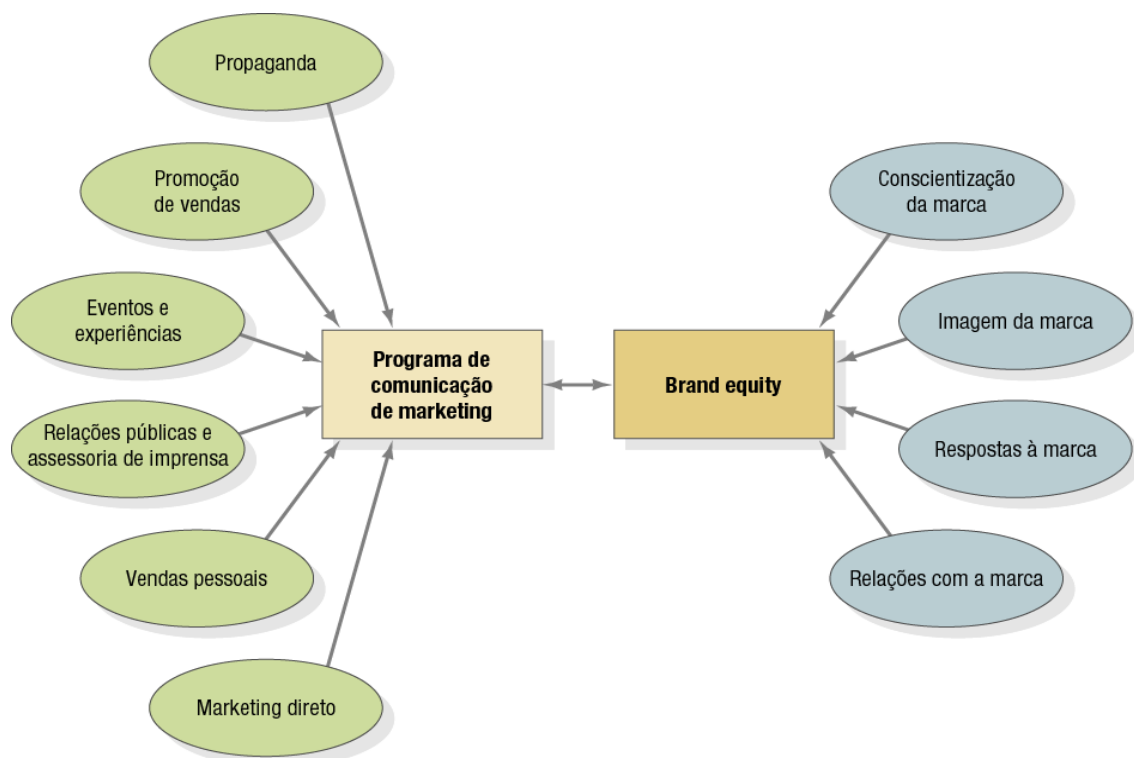 Propaganda
Promoção
de vendas
Eventos e
experiências
Relações públicas e
assessoria de imprensa
Vendas pessoais
Marketing direto
Programa de
comunicação
de marketing
Brand equity
Conscientização
da marca
Imagem da marca
Respostas à marca
Relações com a marca